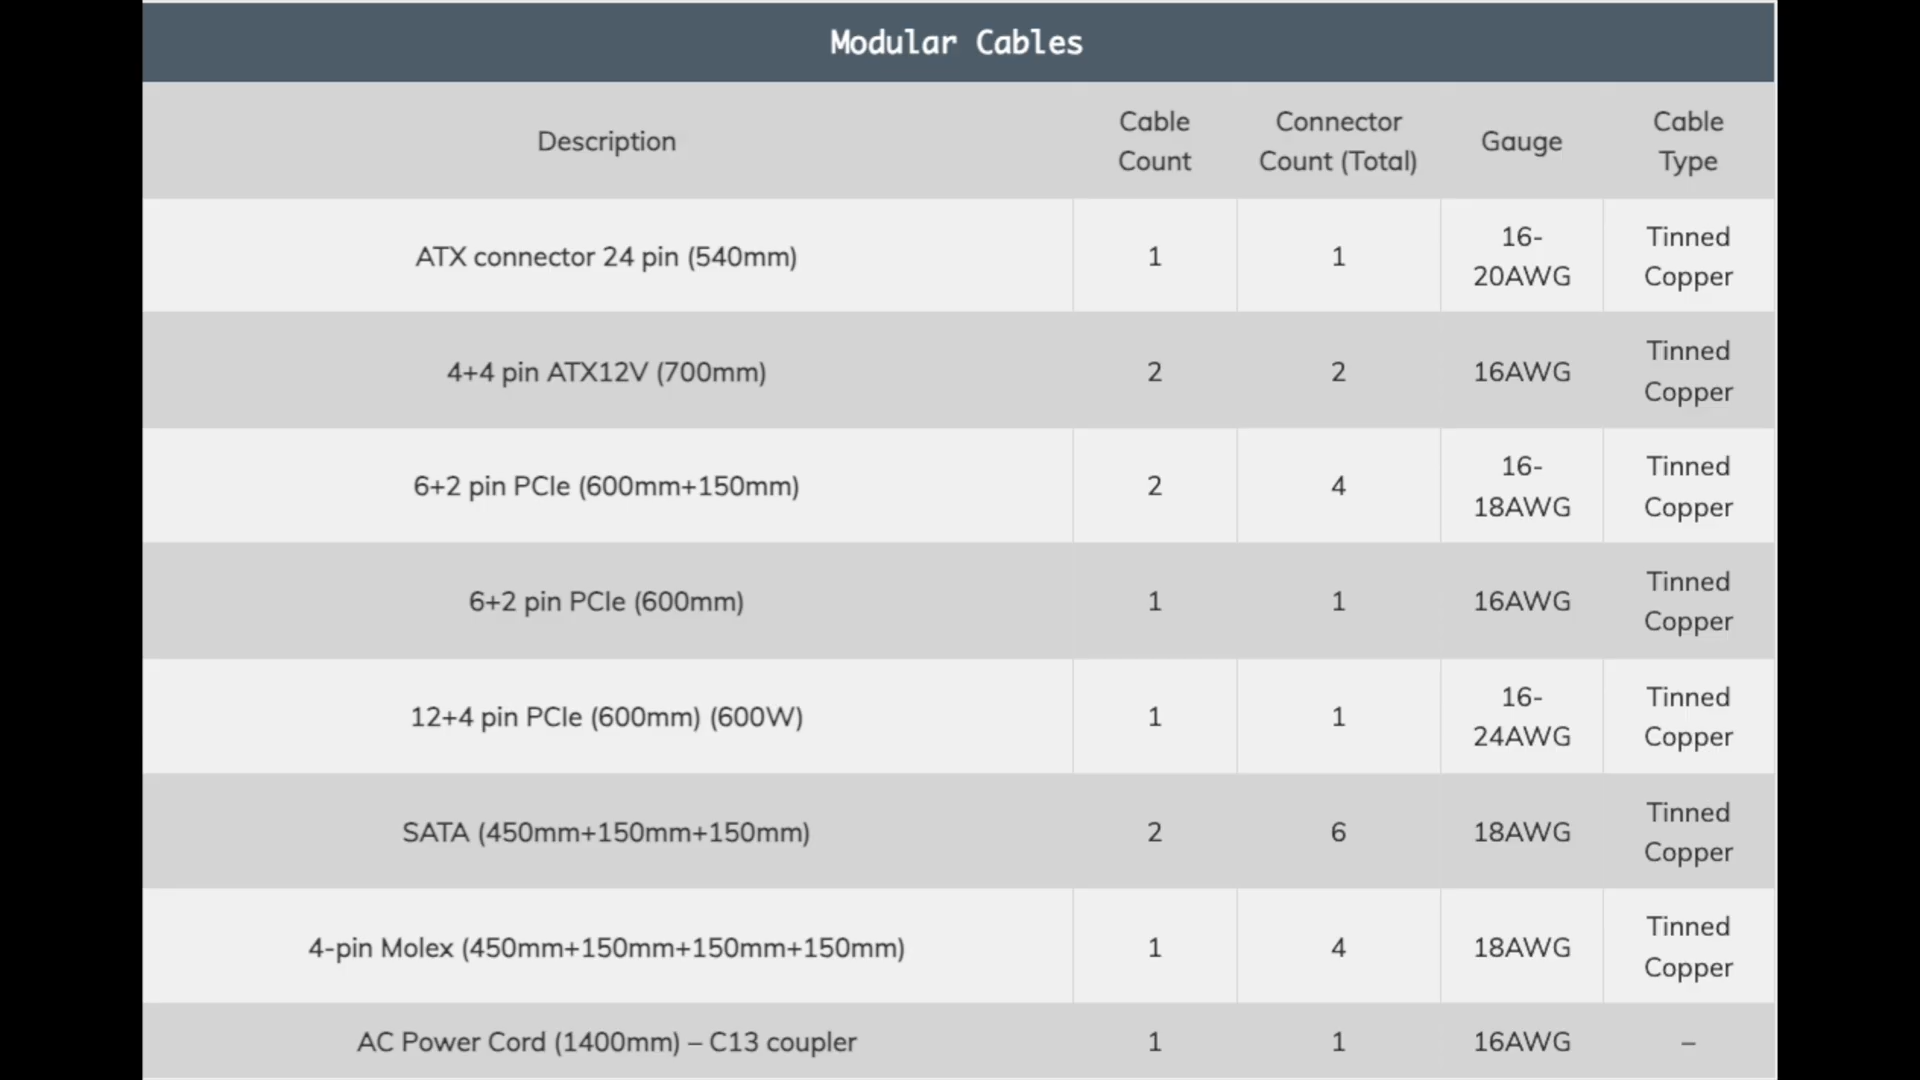 Modular Cables
Description
Cable
Count
Connector
Count (Total)
Gauge
Cable
Type
ATX connector 24 pin (540mm)
1
1
16-
20AWG
Tinned
Copper
4+4 pin ATX12V (700mm)
2
2
16AWG
Tinned
Copper
6+2 pin PCIe (600mm+150mm)
2
4
16-
18AWG
Tinned
Copper
6+2 pin PCIe (600mm)
1
1
16AWG
Tinned
Copper
12+4 pin PCIe (600mm) (600W)
1
1
16-
24AWG
Tinned
Copper
SATA (450mm+150mm+150mm)
2
6
18AWG
Tinned
Copper
4-pin Molex (450mm+150mm+150mm+150mm)
1
4
18AWG
Tinned
Copper
AC Power Cord (1400mm) – C13 coupler
1
1
16AWG
–